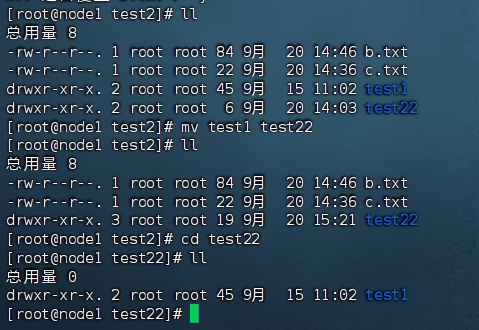 [root@node1 test2]# ll
总用量 8
-rw-r--r--. 1 root root 84 9月  20 14:46 b.txt
-rw-r--r--. 1 root root 22 9月  20 14:36 c.txt
drwxr-xr-x. 2 root root 45 9月  15 11:02 test1
drwxr-xr-x. 2 root root  6 9月  20 14:03 test22
[root@node1 test2]# mv test1 test22
[root@node1 test2]# ll
总用量 8
-rw-r--r--. 1 root root 84 9月  20 14:46 b.txt
-rw-r--r--. 1 root root 22 9月  20 14:36 c.txt
drwxr-xr-x. 3 root root 19 9月  20 15:21 test22
[root@node1 test2]# cd test22
[root@node1 test22]# ll
总用量 0
drwxr-xr-x. 2 root root 45 9月  15 11:02 test1
[root@node1 test22]#